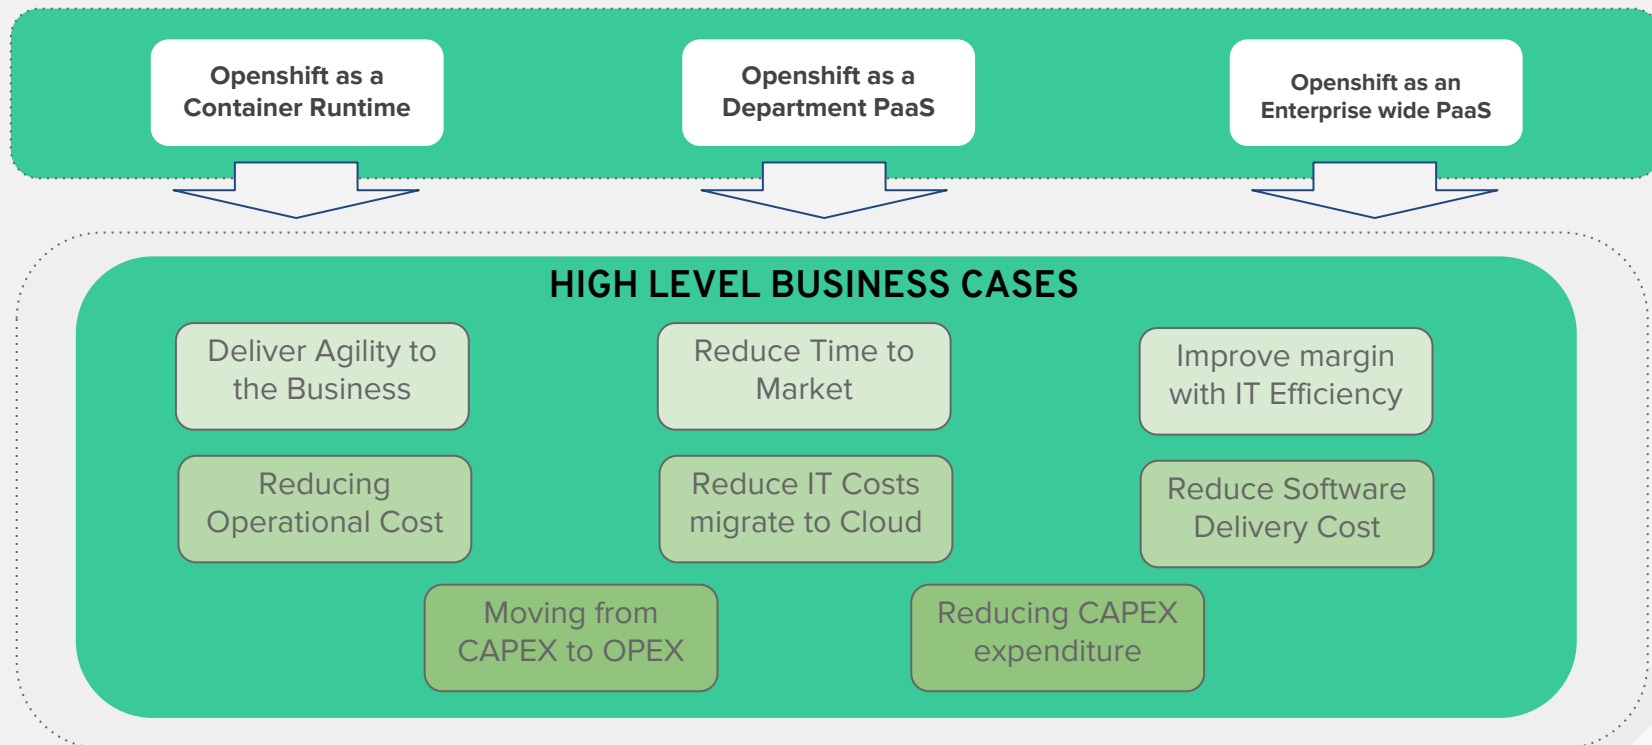 Openshift as a
Container Runtime
Openshift as a
Department PaaS
Openshift as an
Enterprise wide PaaS
HIGH LEVEL BUSINESS CASES
Deliver Agility to
the Business
Reduce Time to
Market
Improve margin
with IT Efficiency
Reducing
Operational Cost
Reduce IT Costs
migrate to Cloud
Reduce Software
Delivery Cost
Moving from
CAPEX to OPEX
Reducing CAPEX
expenditure